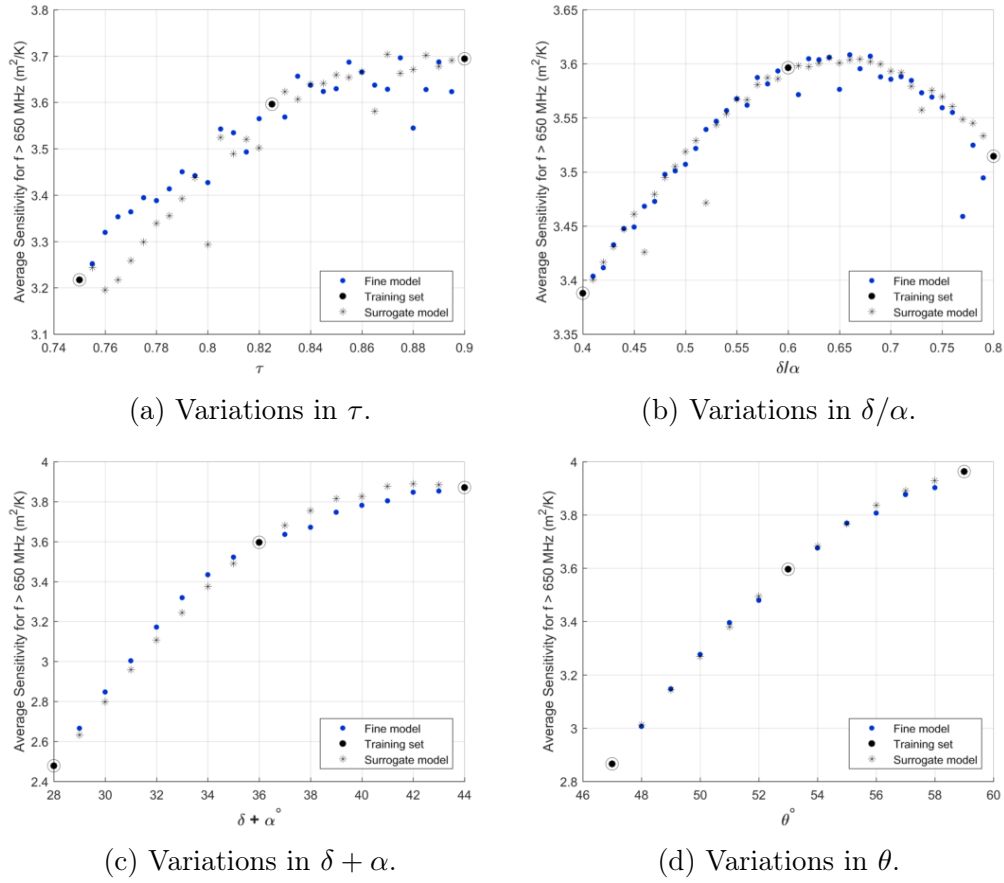 3.8
3.7
3.6
3.5
3.4
3.3
3.2
3.1
0.74 0.76 0.78 0.8 0.82 0.84 0.86 0.88 0.9
Average Sensitivity for f > 650 MHz (m²/K)
τ
Fine model
Training set
Surrogate model
(a) Variations in τ.
3.65
3.6
3.55
3.5
3.45
3.4
3.35
0.4 0.45 0.5 0.55 0.6 0.65 0.7 0.75 0.8
Average Sensitivity for f > 650 MHz (m²/K)
δ/α
Fine model
Training set
Surrogate model
(b) Variations in δ/α.
4
3.8
3.6
3.4
3.2
3
2.8
2.6
2.4
28 30 32 34 36 38 40 42 44
Average Sensitivity for f > 650 MHz (m²/K)
δ + α°
Fine model
Training set
Surrogate model
(c) Variations in δ + α.
4
3.8
3.6
3.4
3.2
3
2.8
46 48 50 52 54 56 58 60
Average Sensitivity for f > 650 MHz (m²/K)
θ°
Fine model
Training set
Surrogate model
(d) Variations in θ.